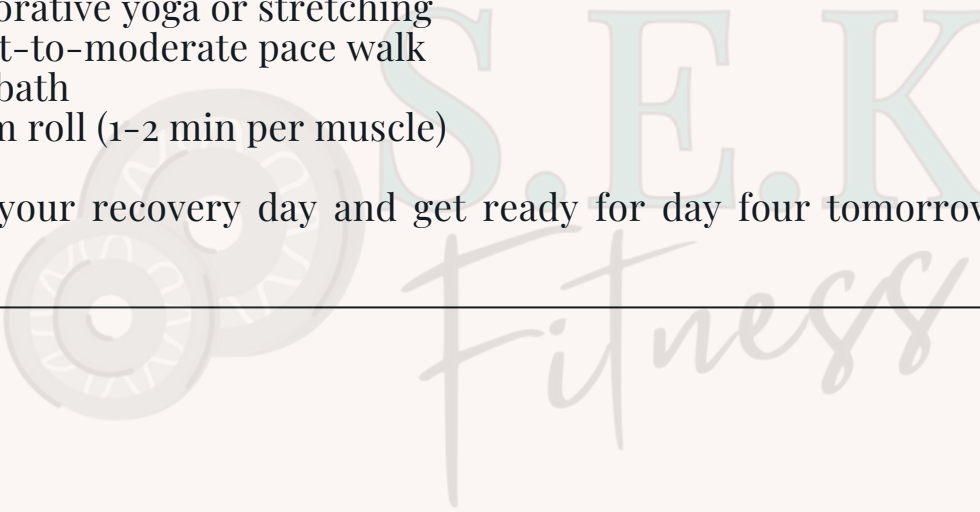 orative yoga or stretching
t-to-moderate pace walk
bath
m roll (1-2 min per muscle)
your recovery day and get ready for day four tomorrow
S.E.K
Fitness